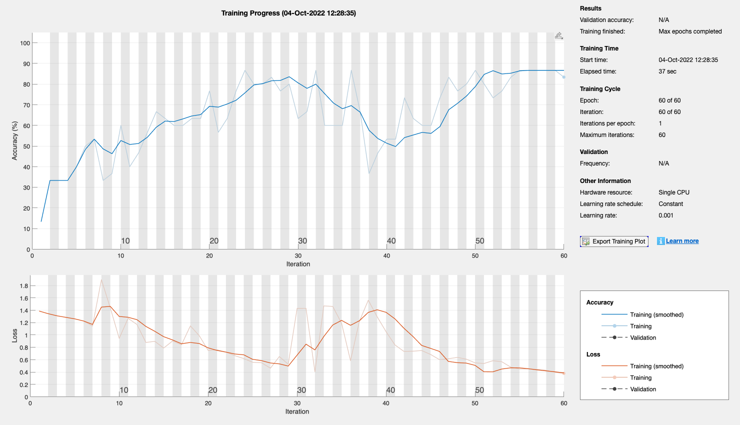 Training Progress (04-Oct-2022 12:28:35)
Results
Validation accuracy: N/A
Training finished: Max epochs completed
Training Time
Start time: 04-Oct-2022 12:28:35
Elapsed time: 37 sec
Training Cycle
Epoch: 60 of 60
Iteration: 60 of 60
Iterations per epoch: 1
Maximum iterations: 60
Validation
Frequency: N/A
Other Information
Hardware resource: Single CPU
Learning rate schedule: Constant
Learning rate: 0.001
Export Training Plot
i Learn more
Accuracy (%)
100
90
80
70
60
50
40
30
20
10
0
10 20 30 40 50
0 10 20 30 40 50 60
Iteration
Loss
1.8
1.6
1.4
1.2
1
0.8
0.6
0.4
0.2
0
10 20 30 40 50
0 10 20 30 40 50 60
Iteration
Accuracy
Training (smoothed)
Training
Validation
Loss
Training (smoothed)
Training
Validation